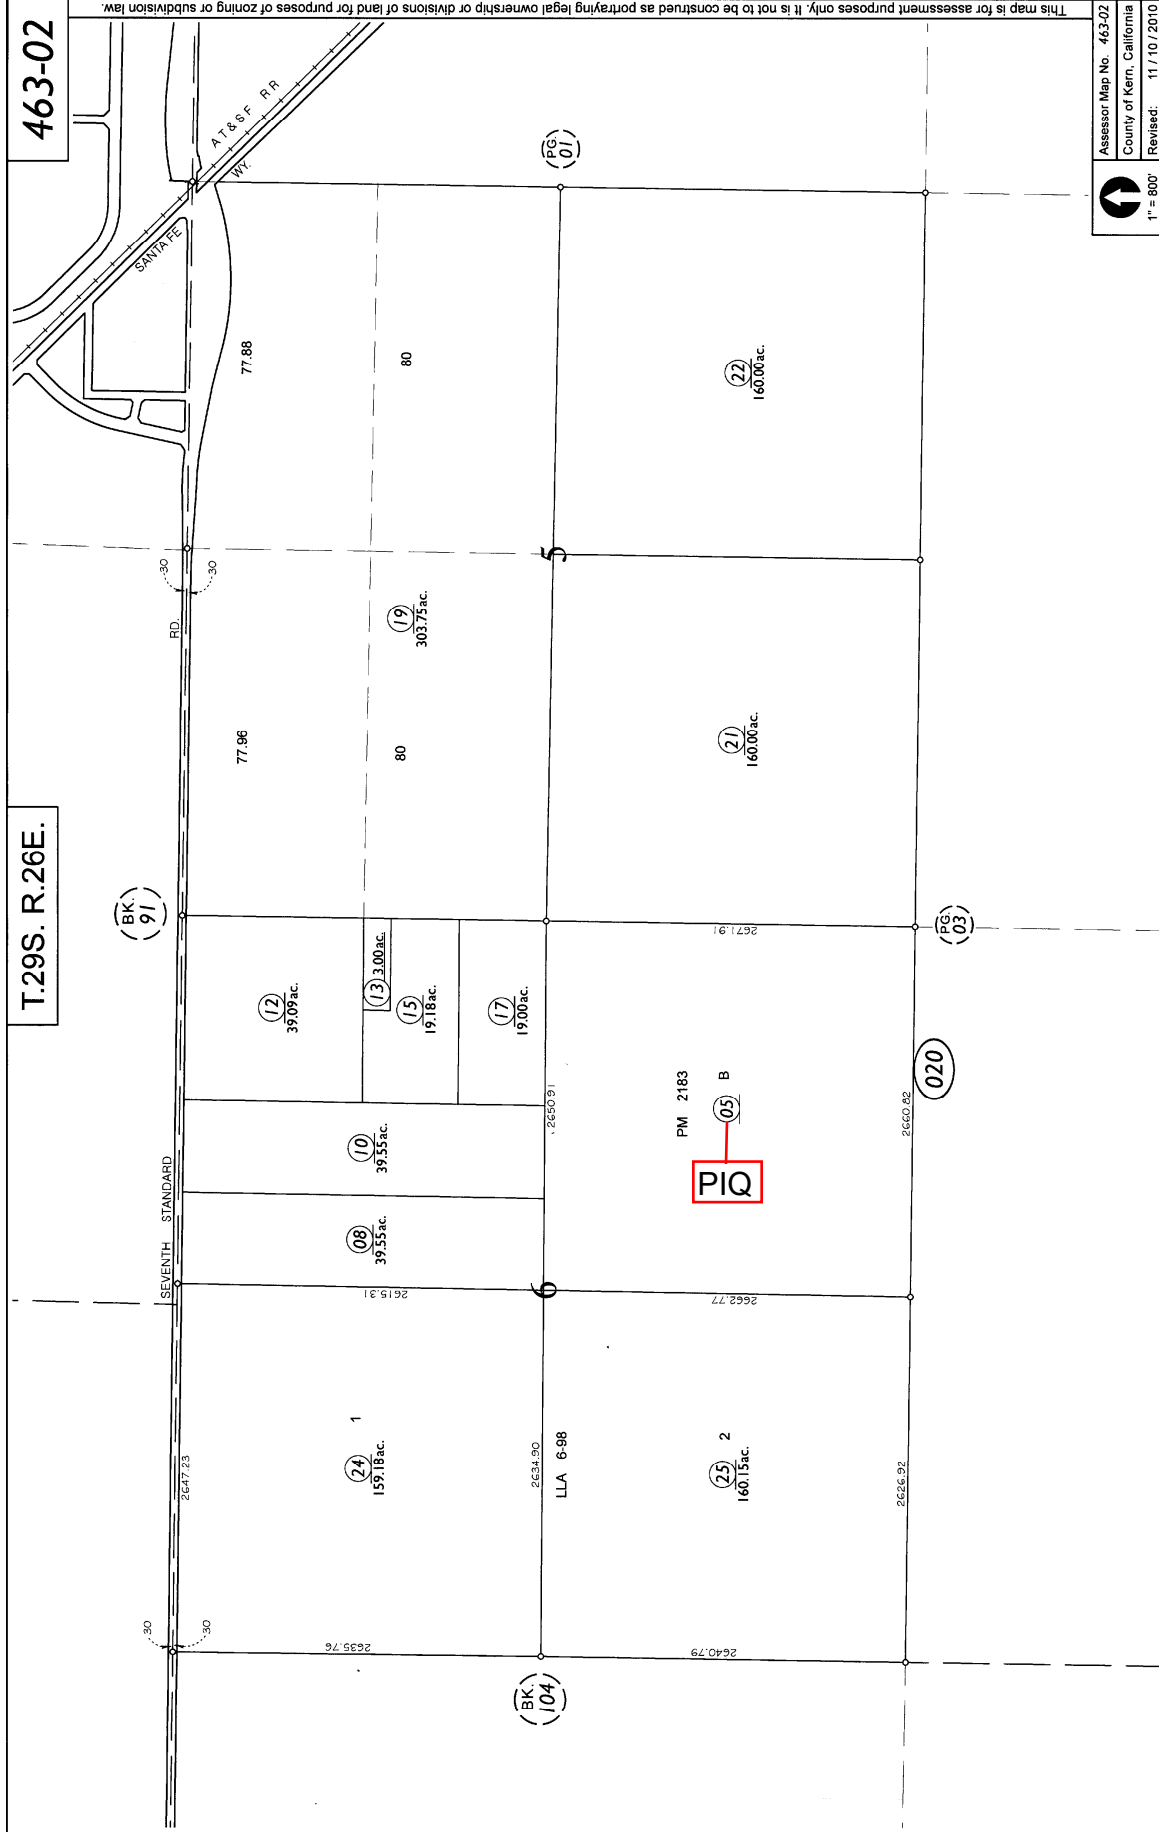 T.29S. R.26E.
463-02
AT&SF RR
SANTA FE
WY.
BK. 91
SEVENTH STANDARD
RD.
30
30
30
30
2647.23
77.96
77.88
12
39.09ac.
2635.76
24
159.18ac.
1
2615.31
08
39.55ac.
10
39.55ac.
13
3.00ac.
15
19.18ac.
17
19.00ac.
19
303.75ac.
80
80
BK. 104
2634.90
6
2650.91
5
PG. 01
LLA 6-98
25
160.15ac.
2
2640.79
2662.77
PM 2183
05
B
PIQ
2671.91
21
160.00ac.
22
160.00ac.
2626.92
2660.82
020
PG. 03
This map is for assessment purposes only. It is not to be construed as portraying legal ownership or divisions of land for purposes of zoning or subdivision law.
1" = 800'
Assessor Map No. 463-02
County of Kern, California
Revised: 11/10/2010